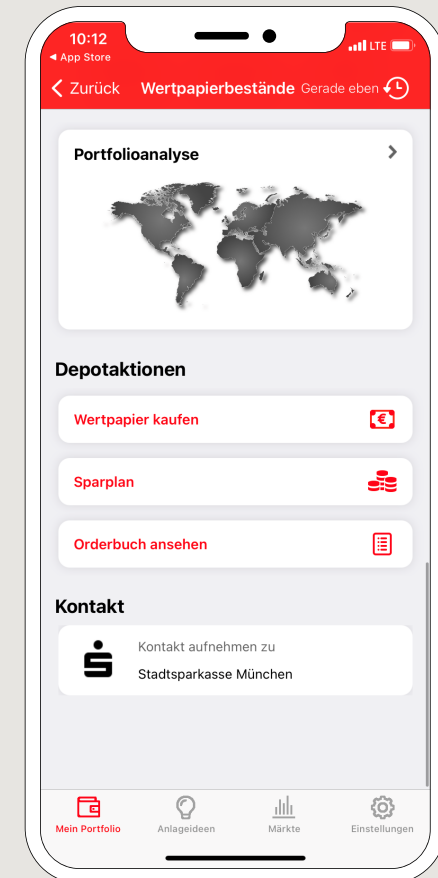 10:12
LTE
App Store
Zurück
Wertpapierbestände
Gerade eben
Portfolioanalyse
Depotaktionen
Wertpapier kaufen
Sparplan
Orderbuch ansehen
Kontakt
Kontakt aufnehmen zu
Stadtsparkasse München
Mein Portfolio
Anlageideen
Märkte
Einstellungen